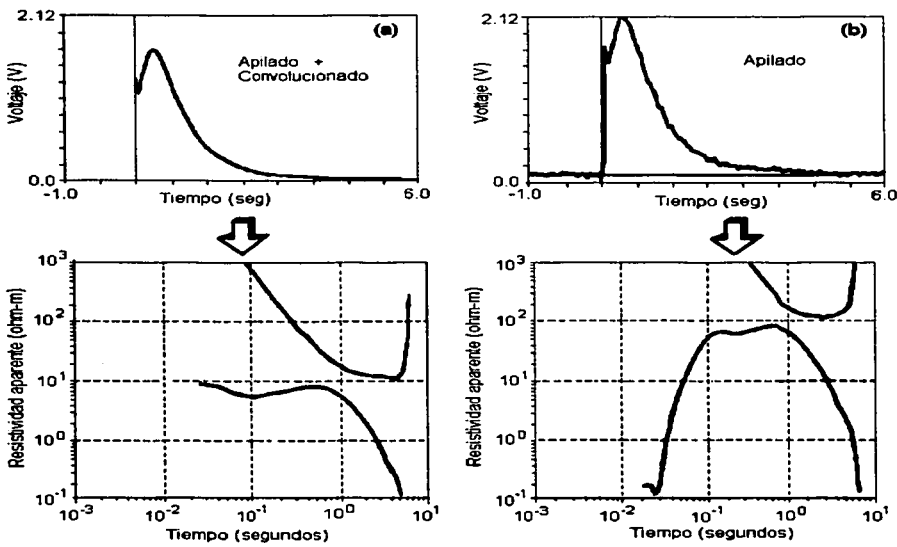 2.12
(a)
Apilado +
Convolucionado
Voltaje (V)
0.0
-1.0
6.0
Tiempo (seg)
2.12
(b)
Apilado
Voltaje (V)
0.0
-1.0
6.0
Tiempo (seg)
10³
10²
10¹
10⁰
10⁻¹
Resistividad aparente (ohm-m)
10⁻³
10⁻²
10⁻¹
10⁰
10¹
Tiempo (segundos)
10³
10²
10¹
10⁰
10⁻¹
Resistividad aparente (ohm-m)
10⁻³
10⁻²
10⁻¹
10⁰
10¹
Tiempo (segundos)